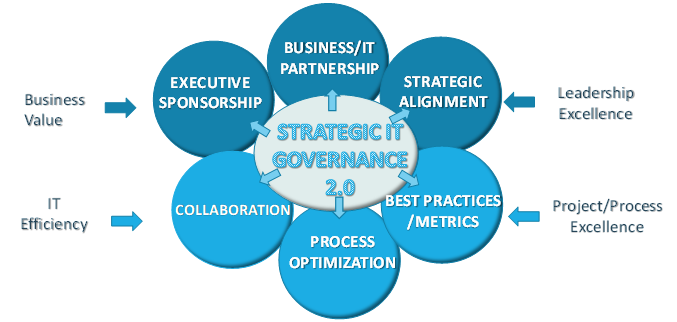 BUSINESS/IT
PARTNERSHIP
EXECUTIVE
SPONSORSHIP
STRATEGIC
ALIGNMENT
Business
Value
Leadership
Excellence
STRATEGIC IT
GOVERNANCE
2.0
IT
Efficiency
COLLABORATION
BEST PRACTICES
/METRICS
Project/Process
Excellence
PROCESS
OPTIMIZATION